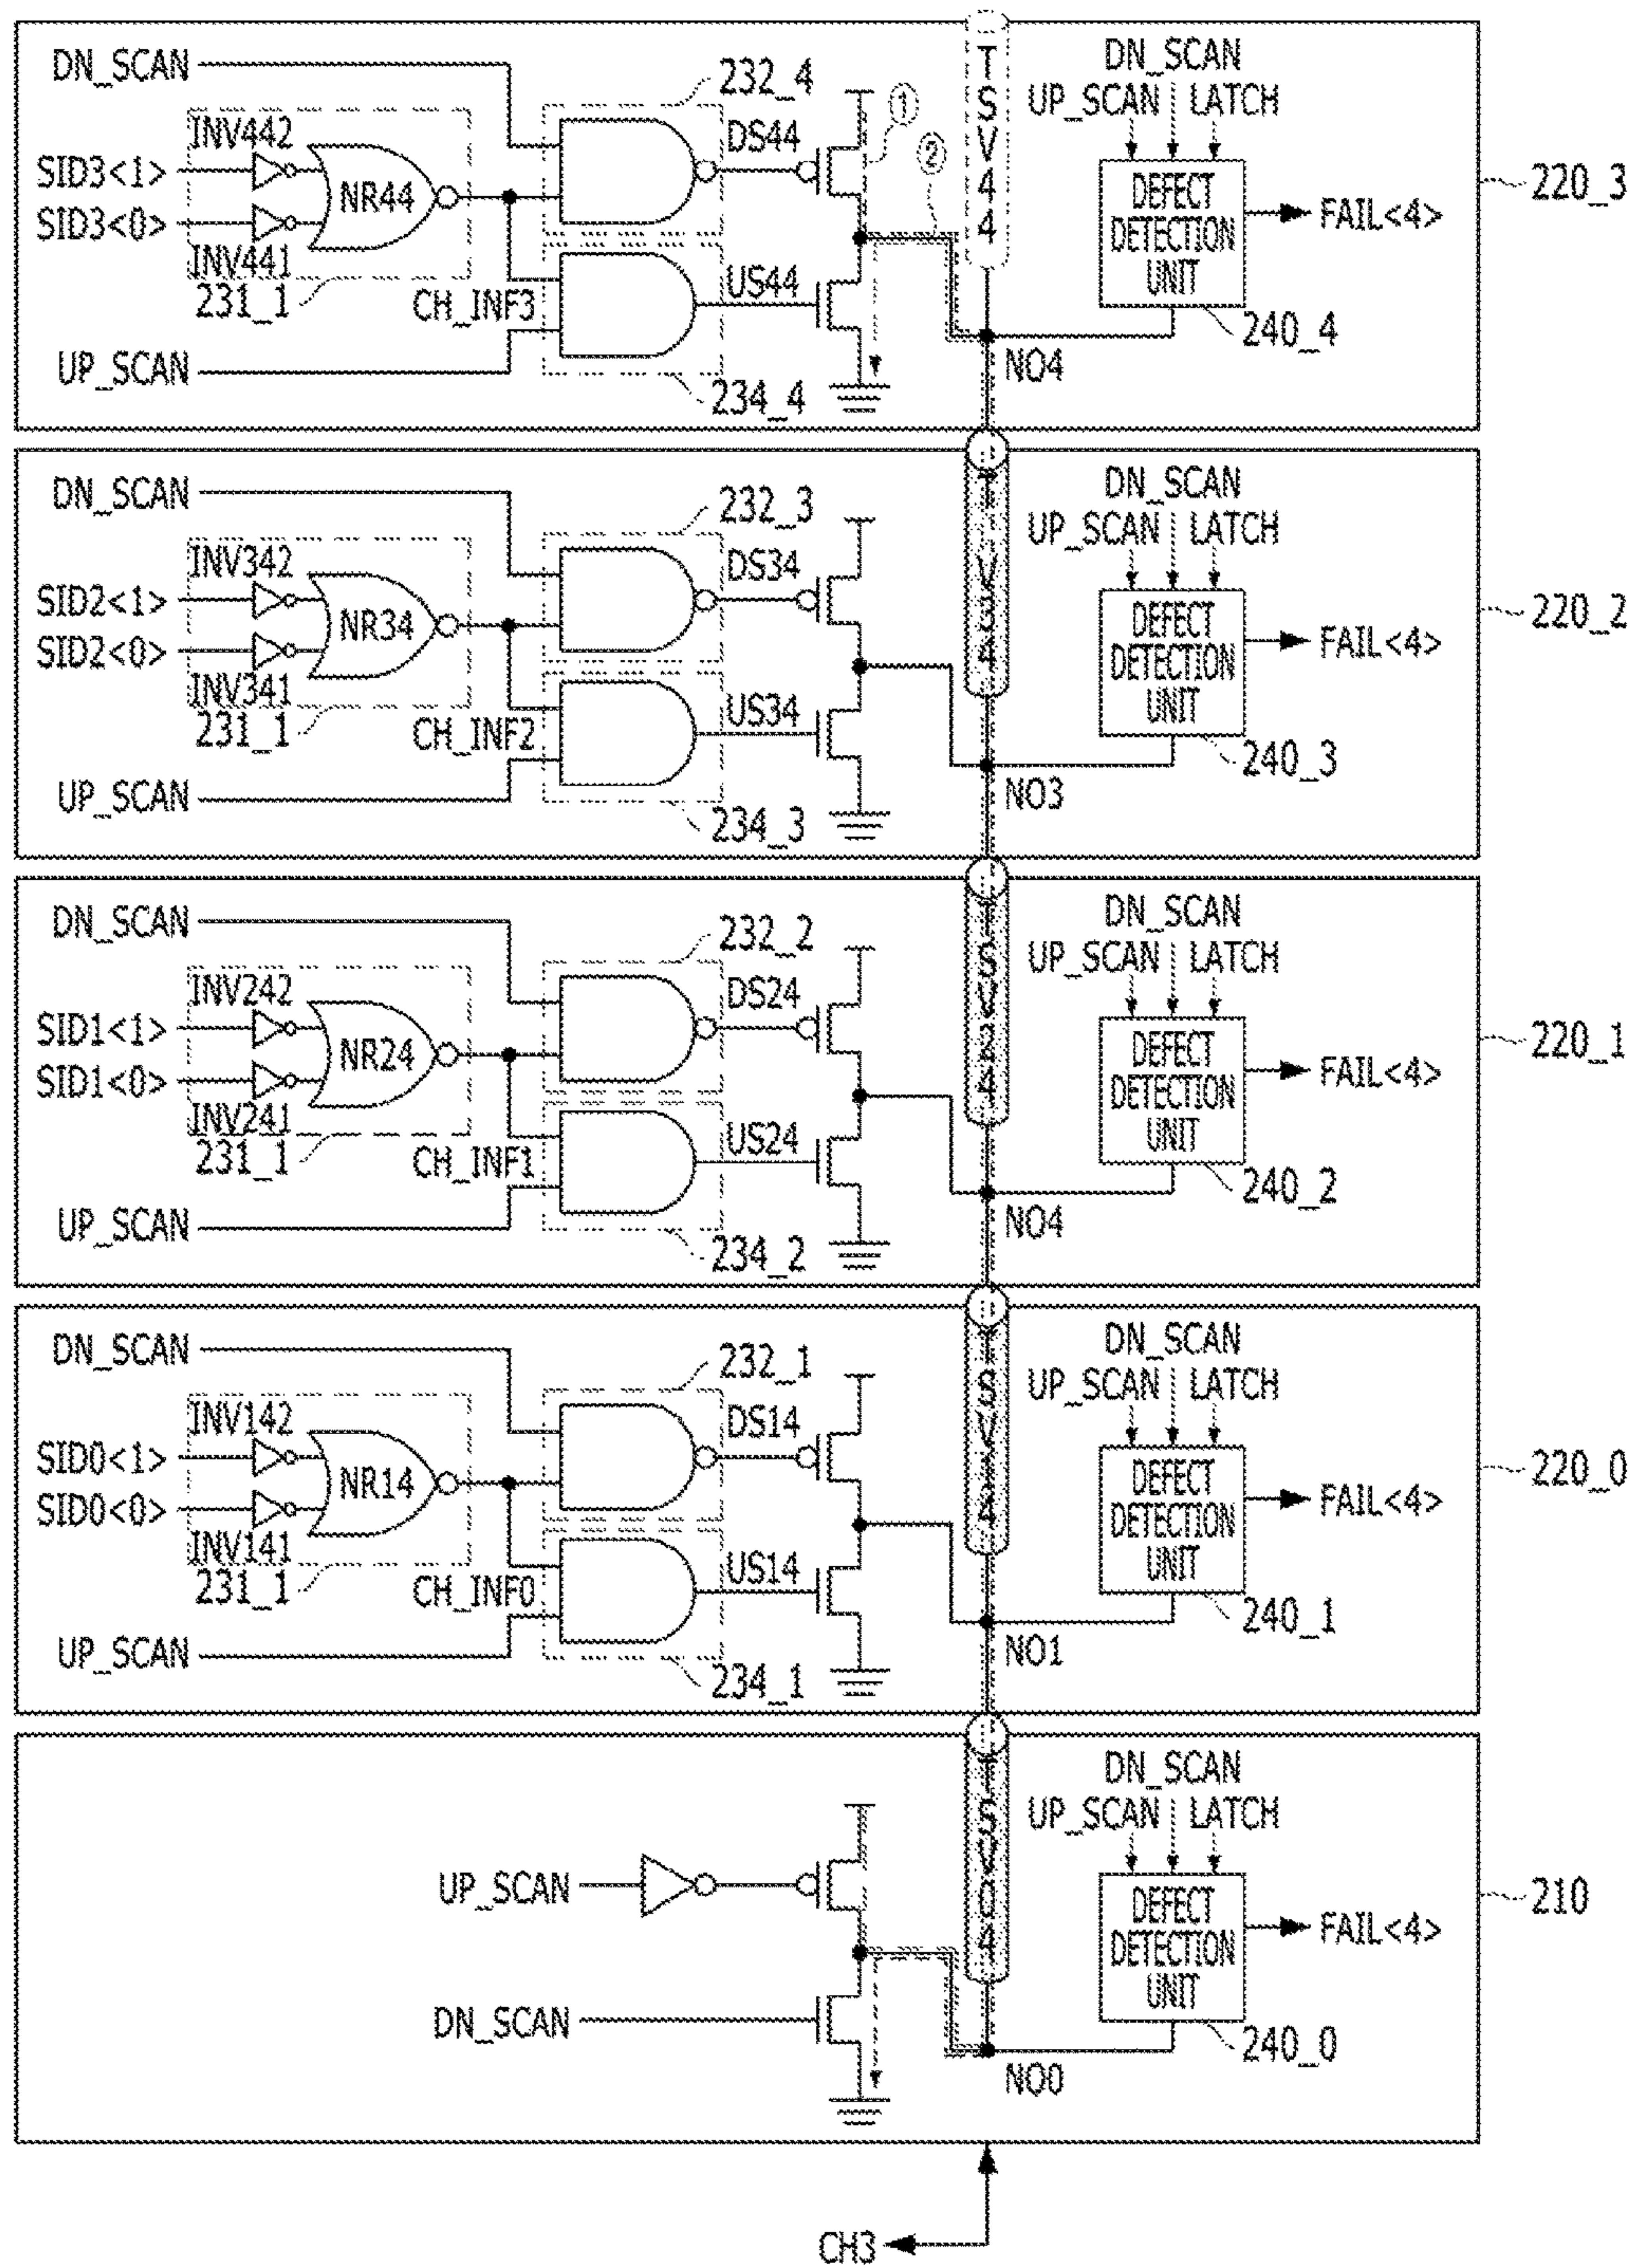 DN_SCAN
232_4
DS44
①
②
TSV44
DN_SCAN
UP_SCAN
LATCH
INV442
SID3<1>
NR44
SID3<0>
INV441
231_1
CH_INF3
US44
DEFECT
DETECTION
UNIT
FAIL<4>
220_3
240_4
UP_SCAN
234_4
NO4
DN_SCAN
232_3
DS34
DN_SCAN
UP_SCAN
LATCH
INV342
SID2<1>
NR34
SID2<0>
INV341
231_1
CH_INF2
US34
DEFECT
DETECTION
UNIT
FAIL<4>
220_2
240_3
UP_SCAN
234_3
NO3
DN_SCAN
232_2
DS24
TSV24
DN_SCAN
UP_SCAN
LATCH
INV242
SID1<1>
NR24
SID1<0>
INV241
231_1
CH_INF1
US24
DEFECT
DETECTION
UNIT
FAIL<4>
220_1
240_2
UP_SCAN
234_2
NO4
DN_SCAN
232_1
DS14
DN_SCAN
UP_SCAN
LATCH
INV142
SID0<1>
NR14
SID0<0>
INV141
231_1
CH_INF0
US14
DEFECT
DETECTION
UNIT
FAIL<4>
220_0
240_1
UP_SCAN
234_1
NO1
TSV04
DN_SCAN
UP_SCAN
LATCH
UP_SCAN
DEFECT
DETECTION
UNIT
FAIL<4>
210
DN_SCAN
240_0
NO0
CH3